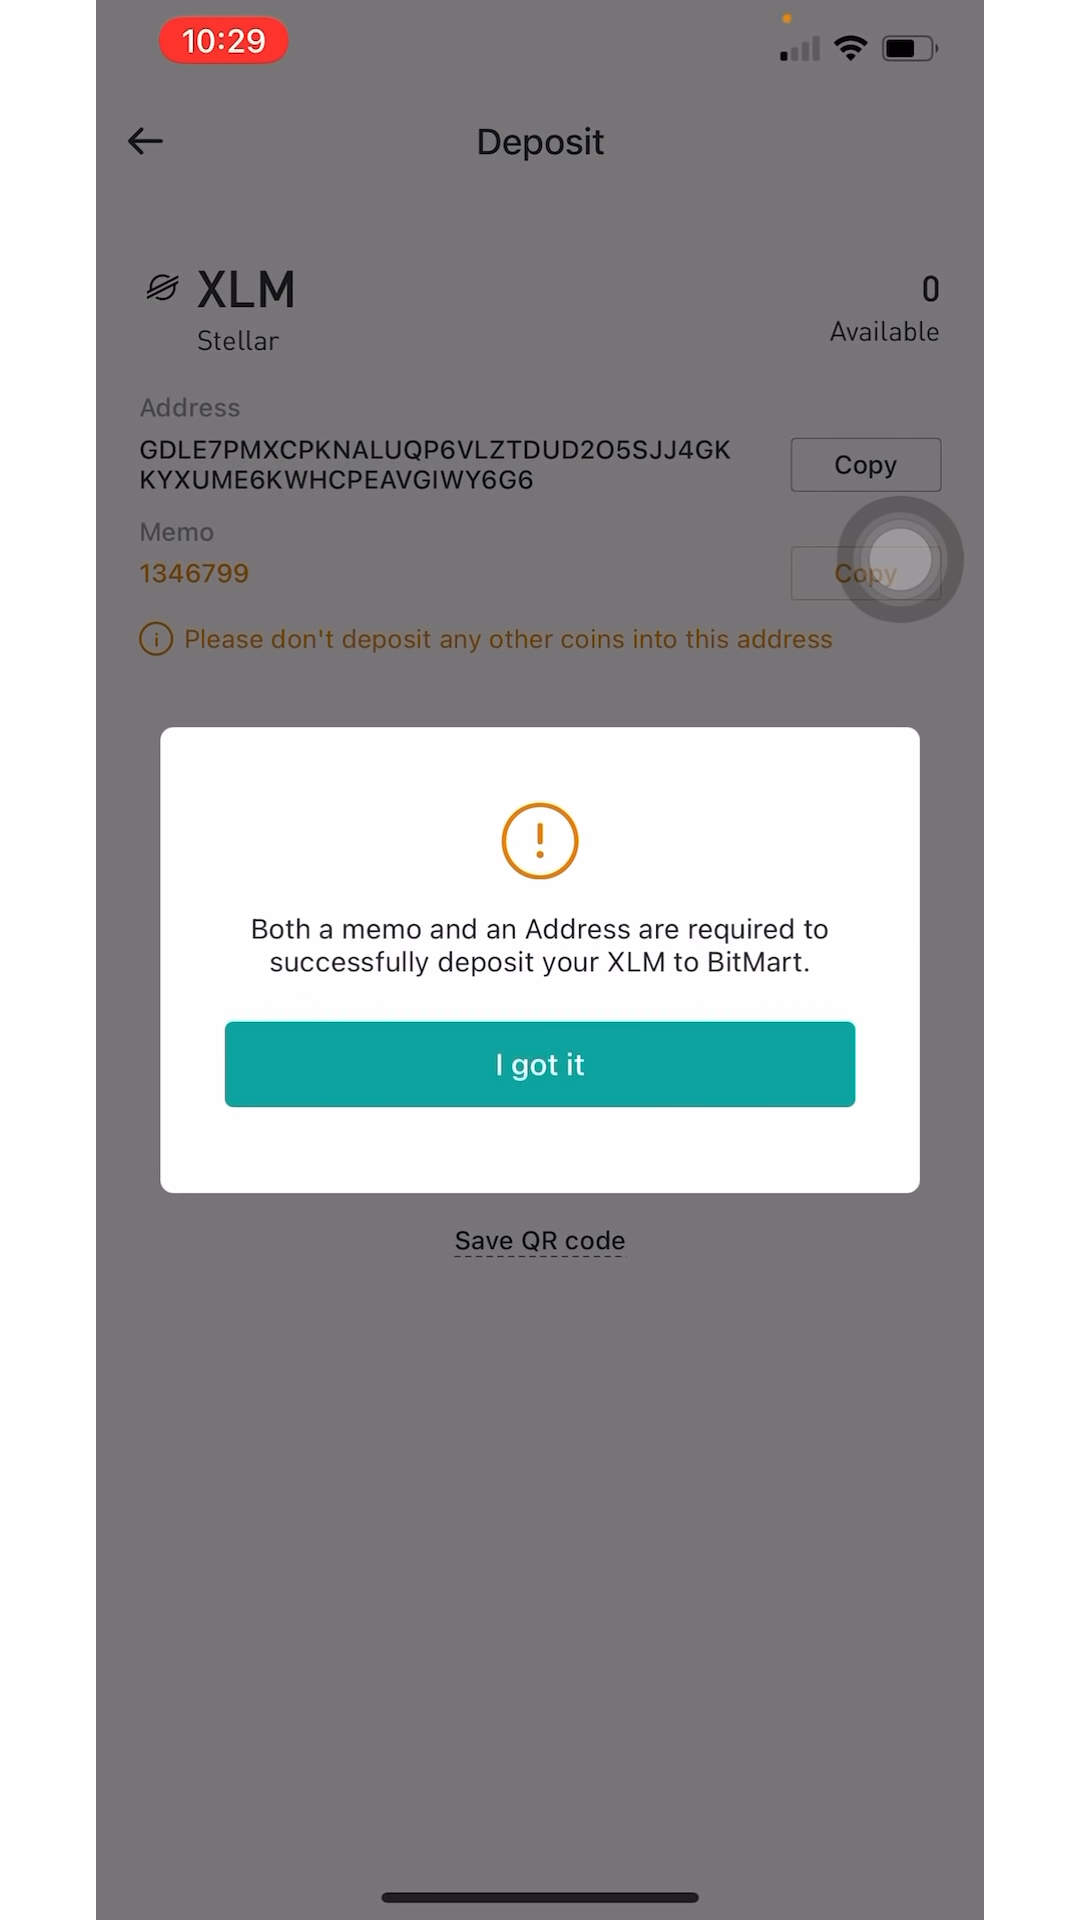 10:29
Deposit
XLM
0
Stellar
Available
Address
GDLE7PMXCPKNALUQP6VLZTDUD2O5SJJ4GK
KYXUME6KWHCPEAVGIWY6G6
Copy
Memo
1346799
Copy
Please don't deposit any other coins into this address
Both a memo and an Address are required to
successfully deposit your XLM to BitMart.
I got it
Save QR code